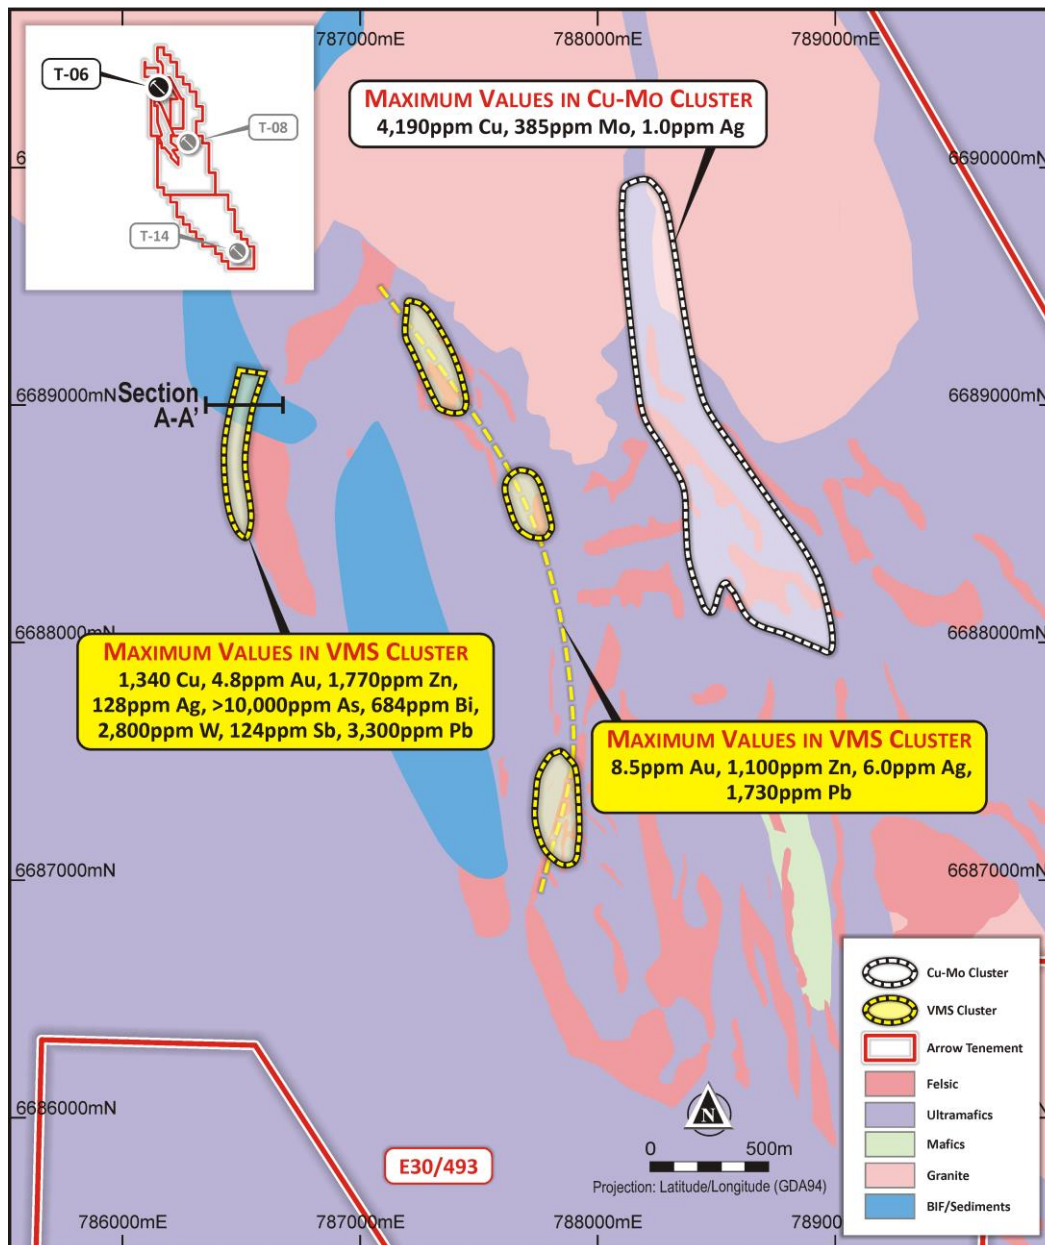 787000mE
788000mE
789000mE
T-06
T-08
T-14
MAXIMUM VALUES IN CU-MO CLUSTER
4,190ppm Cu, 385ppm Mo, 1.0ppm Ag
6690000mN
6689000mN
Section
A-A'
6689000mN
6688000mN
6688000mN
MAXIMUM VALUES IN VMS CLUSTER
1,340 Cu, 4.8ppm Au, 1,770ppm Zn,
128ppm Ag, >10,000ppm As, 684ppm Bi,
2,800ppm W, 124ppm Sb, 3,300ppm Pb
MAXIMUM VALUES IN VMS CLUSTER
8.5ppm Au, 1,100ppm Zn, 6.0ppm Ag,
1,730ppm Pb
6687000mN
6687000mN
6686000mN
Cu-Mo Cluster
VMS Cluster
Arrow Tenement
Felsic
Ultramafics
Mafics
Granite
BIF/Sediments
N
0 500m
Projection: Latitude/Longitude (GDA94)
E30/493
786000mE
787000mE
788000mE